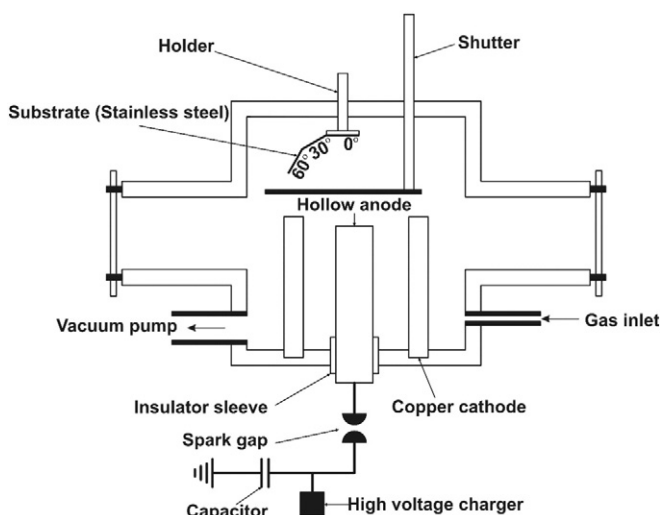 Holder
Shutter
Substrate (Stainless steel)
60° 30° 0°
Hollow anode
Vacuum pump
Gas inlet
Insulator sleeve
Copper cathode
Spark gap
Capacitor
High voltage charger